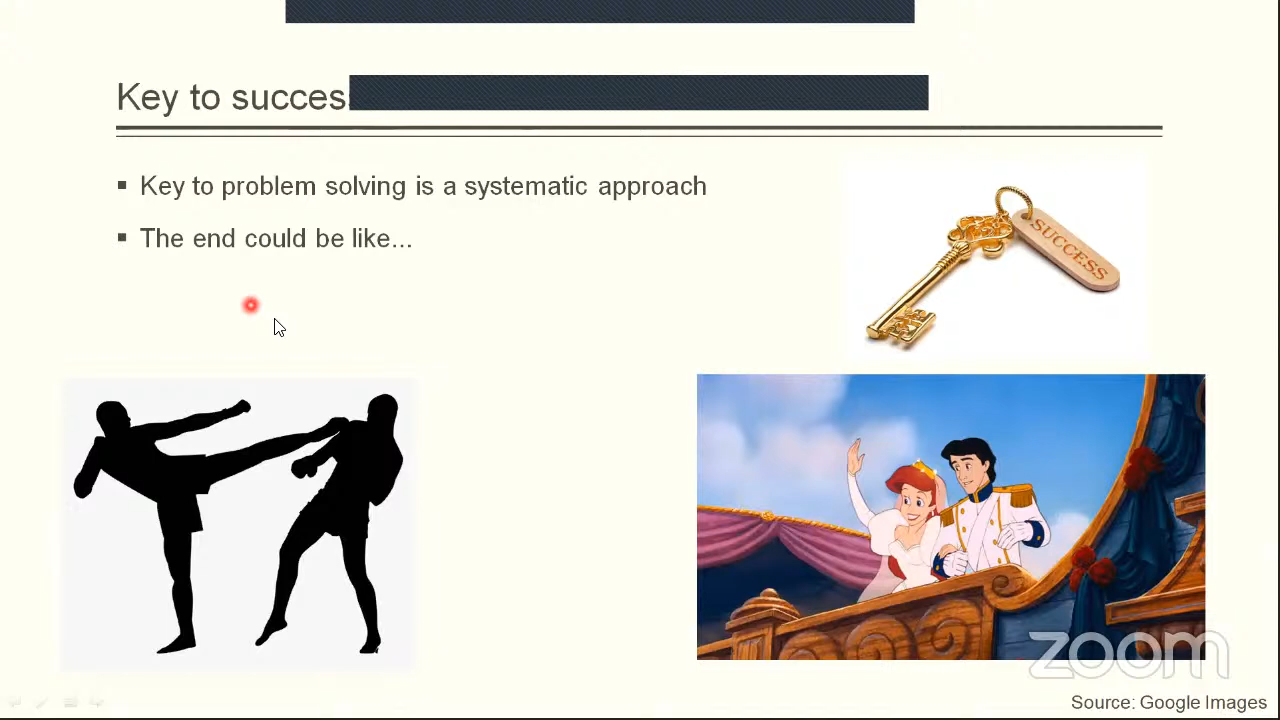 Key to succes
Key to problem solving is a systematic approach
The end could be like...
SUCCESS
zoom
Source: Google Images